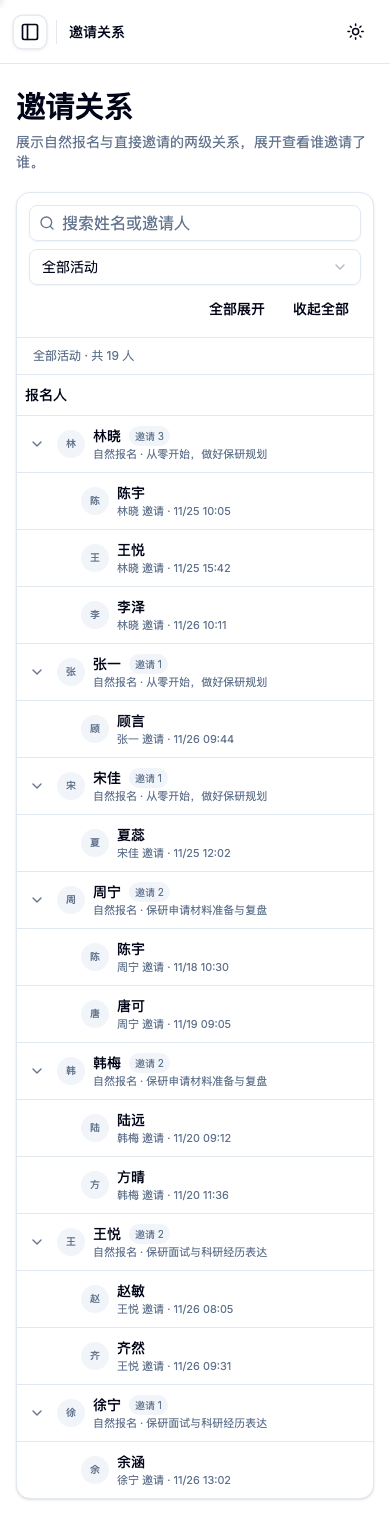 邀请关系
邀请关系
展示自然报名与直接邀请的两级关系，展开查看谁邀请了
谁。
搜索姓名或邀请人
全部活动
全部展开 收起全部
全部活动 · 共 19 人
报名人
林 林晓 邀请 3
自然报名 · 从零开始，做好保研规划
陈 陈宇
林晓 邀请 · 11/25 10:05
王 王悦
林晓 邀请 · 11/25 15:42
李 李泽
林晓 邀请 · 11/26 10:11
张 张一 邀请 1
自然报名 · 从零开始，做好保研规划
顾 顾言
张一 邀请 · 11/26 09:44
宋 宋佳 邀请 1
自然报名 · 从零开始，做好保研规划
夏 夏蕊
宋佳 邀请 · 11/25 12:02
周 周宁 邀请 2
自然报名 · 保研申请材料准备与复盘
陈 陈宇
周宁 邀请 · 11/18 10:30
唐 唐可
周宁 邀请 · 11/19 09:05
韩 韩梅 邀请 2
自然报名 · 保研申请材料准备与复盘
陆 陆远
韩梅 邀请 · 11/20 09:12
方 方晴
韩梅 邀请 · 11/20 11:36
王 王悦 邀请 2
自然报名 · 保研面试与科研经历表达
赵 赵敏
王悦 邀请 · 11/26 08:05
齐 齐然
王悦 邀请 · 11/26 09:31
徐 徐宁 邀请 1
自然报名 · 保研面试与科研经历表达
余 余涵
徐宁 邀请 · 11/26 13:02